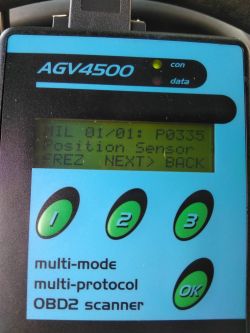 AGV4500
con
data
MIL 01/01: P0335
Position Sensor
FREZ NEXT> BACK
1 2 3
multi-mode
multi-protocol
OBD2 scanner
OK